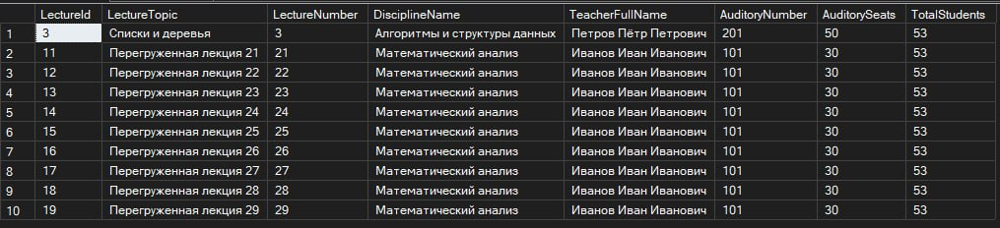 LectureId LectureTopic LectureNumber DisciplineName TeacherFullName AuditoryNumber AuditorySeats TotalStudents
1 3 Списки и деревья 3 Алгоритмы и структуры данных Петров Пётр Петрович 201 50 53
2 11 Перегруженная лекция 21 21 Математический анализ Иванов Иван Иванович 101 30 53
3 12 Перегруженная лекция 22 22 Математический анализ Иванов Иван Иванович 101 30 53
4 13 Перегруженная лекция 23 23 Математический анализ Иванов Иван Иванович 101 30 53
5 14 Перегруженная лекция 24 24 Математический анализ Иванов Иван Иванович 101 30 53
6 15 Перегруженная лекция 25 25 Математический анализ Иванов Иван Иванович 101 30 53
7 16 Перегруженная лекция 26 26 Математический анализ Иванов Иван Иванович 101 30 53
8 17 Перегруженная лекция 27 27 Математический анализ Иванов Иван Иванович 101 30 53
9 18 Перегруженная лекция 28 28 Математический анализ Иванов Иван Иванович 101 30 53
10 19 Перегруженная лекция 29 29 Математический анализ Иванов Иван Иванович 101 30 53